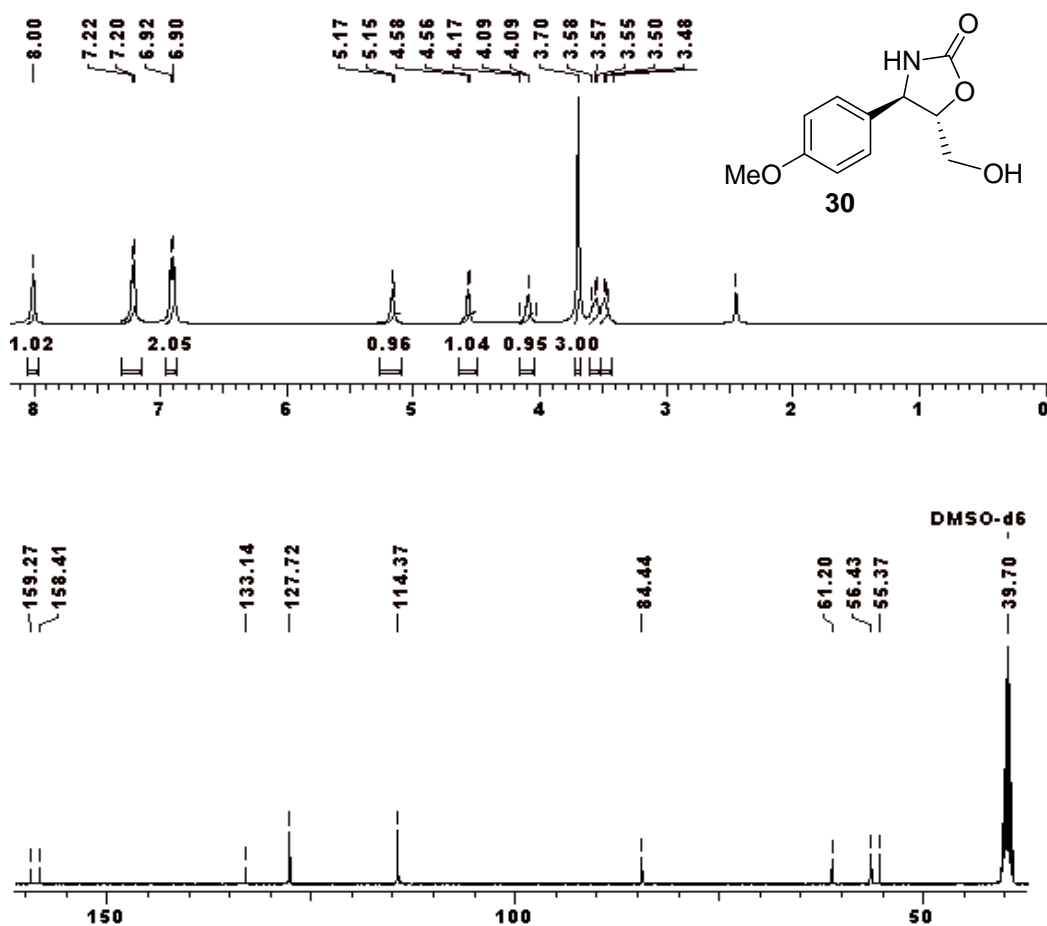 8.00 7.22 7.20 6.92 6.90 5.17 5.15 4.58 4.56 4.17 4.09 4.09 3.70 3.58 3.57 3.55 3.50 3.48
O
HN
O
MeO
OH
30
1.02 2.05 0.96 1.04 0.95 3.00
8 7 6 5 4 3 2 1 0
DMSO-d6
159.27 158.41 133.14 127.72 114.37 84.44 61.20 56.43 55.37 39.70
150 100 50